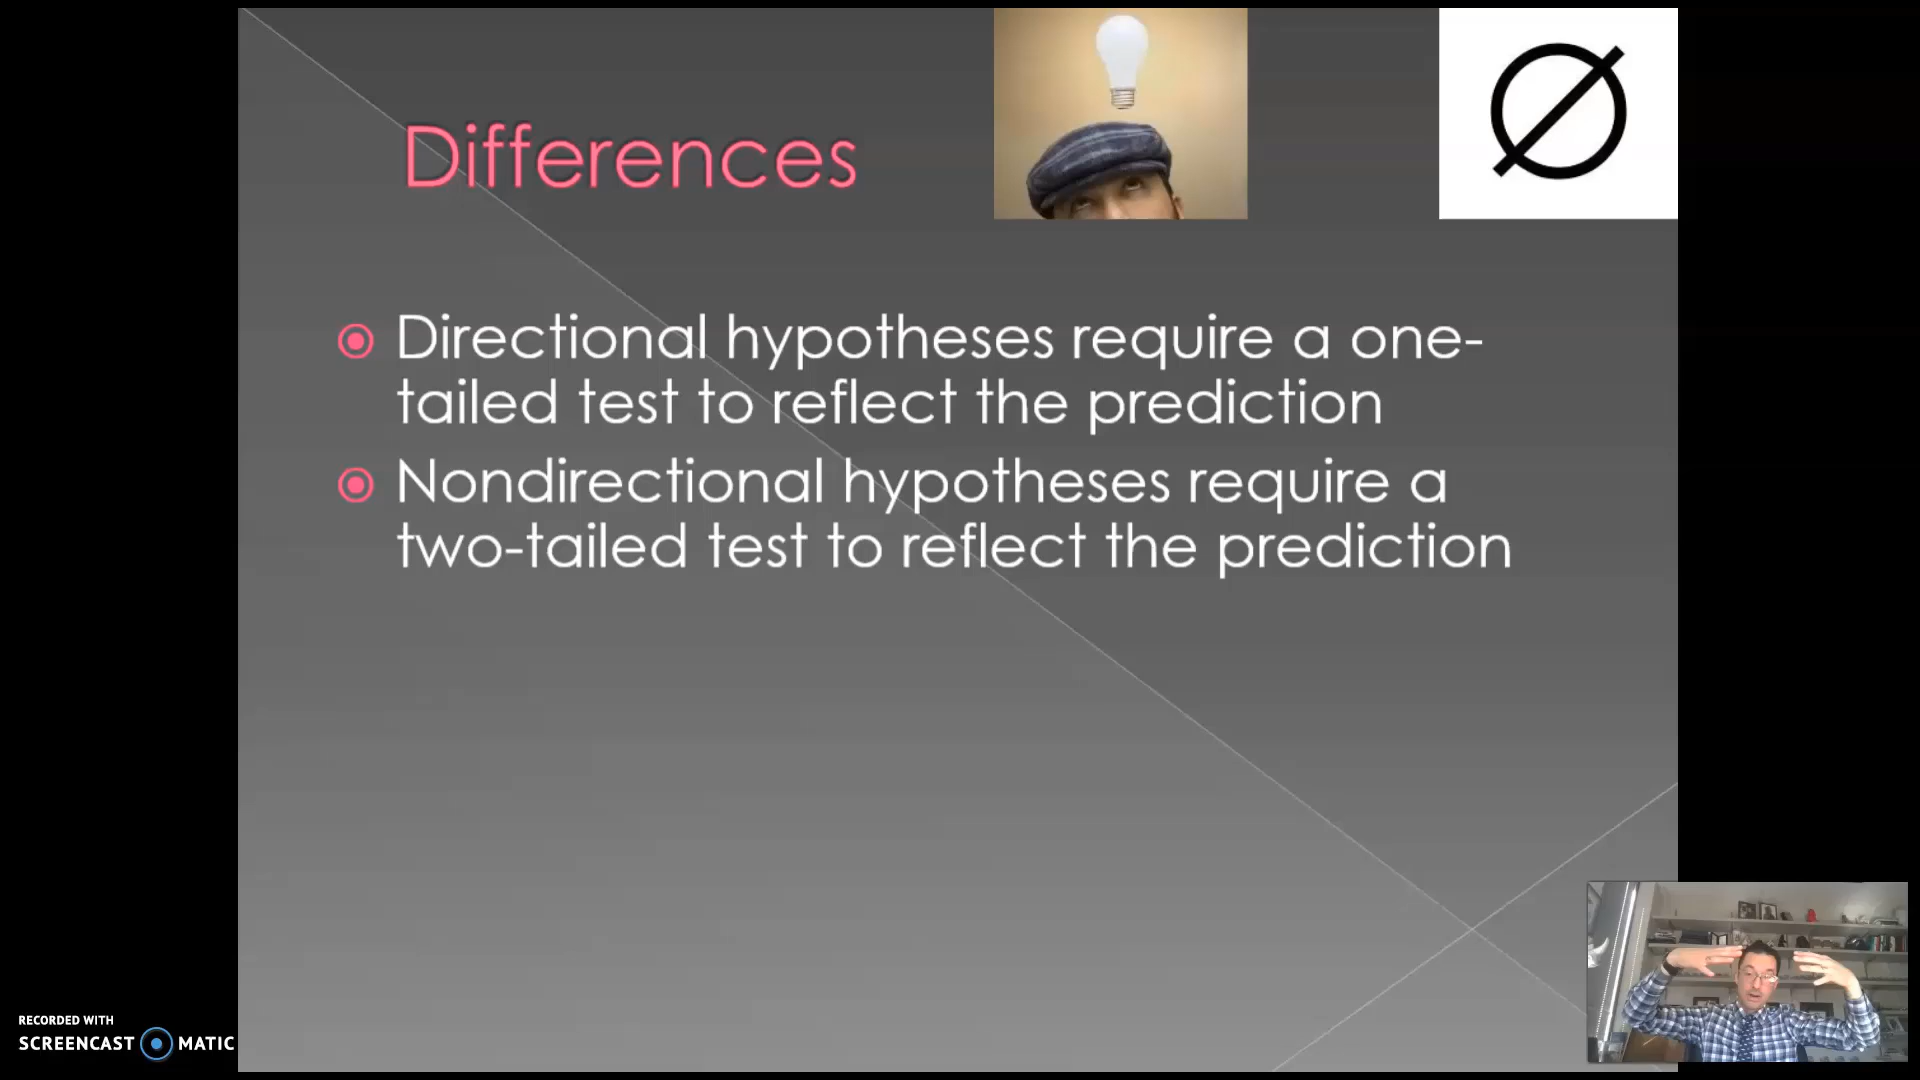 Differences
Directional hypotheses require a one-
tailed test to reflect the prediction
Nondirectional hypotheses require a
two-tailed test to reflect the prediction
RECORDED WITH
SCREENCAST MATIC